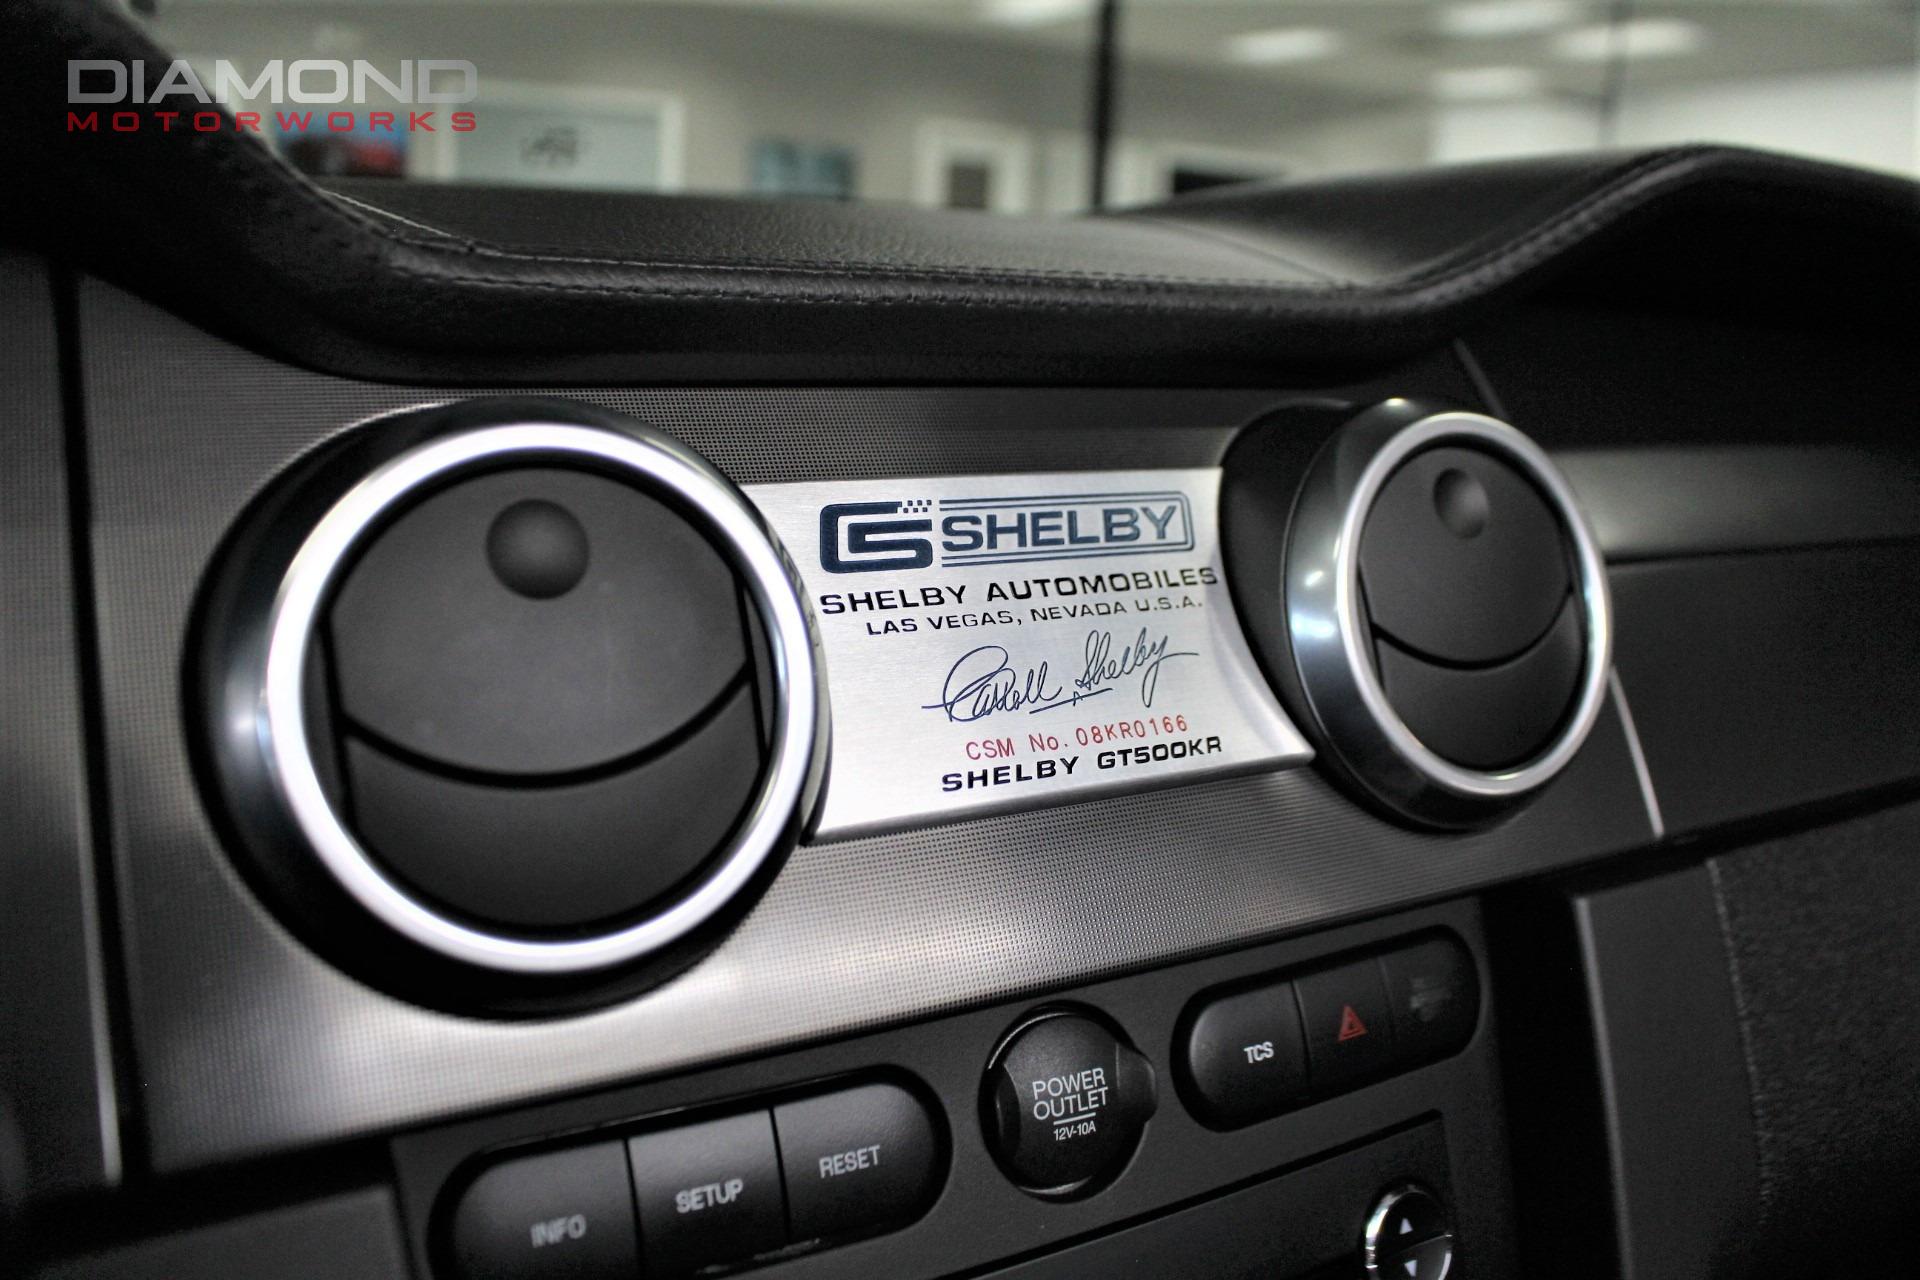 DIAMOND
MOTORWORKS
CS SHELBY
SHELBY AUTOMOBILES
LAS VEGAS, NEVADA U.S.A.
Carroll Shelby
CSM No. 08KR0166
SHELBY GT500KR
TCS
POWER
OUTLET
12V-10A
INFO SETUP RESET